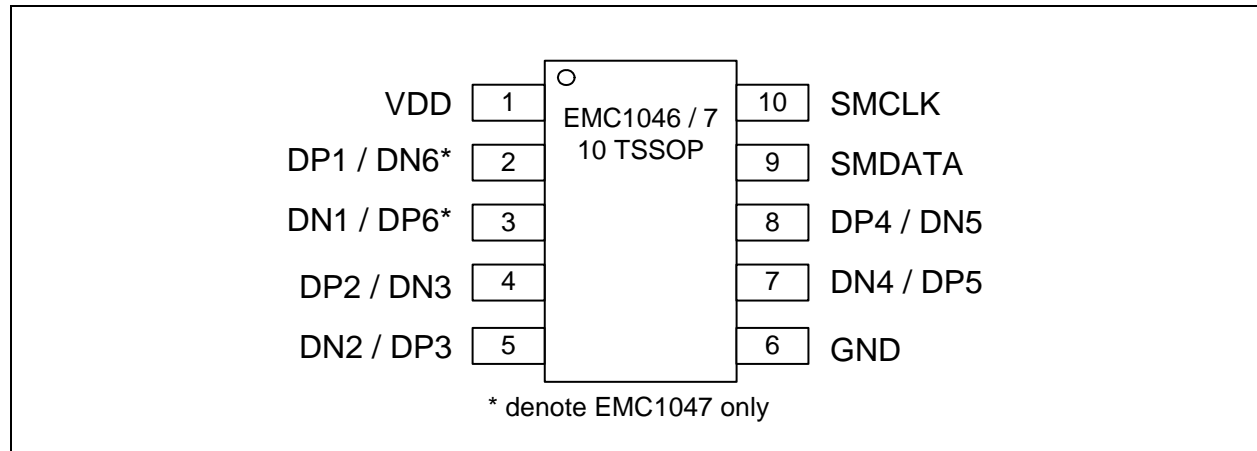 VDD 1 EMC1046 / 7 10 SMCLK
10 TSSOP
DP1 / DN6* 2 9 SMDATA
DN1 / DP6* 3 8 DP4 / DN5
DP2 / DN3 4 7 DN4 / DP5
DN2 / DP3 5 6 GND
* denote EMC1047 only